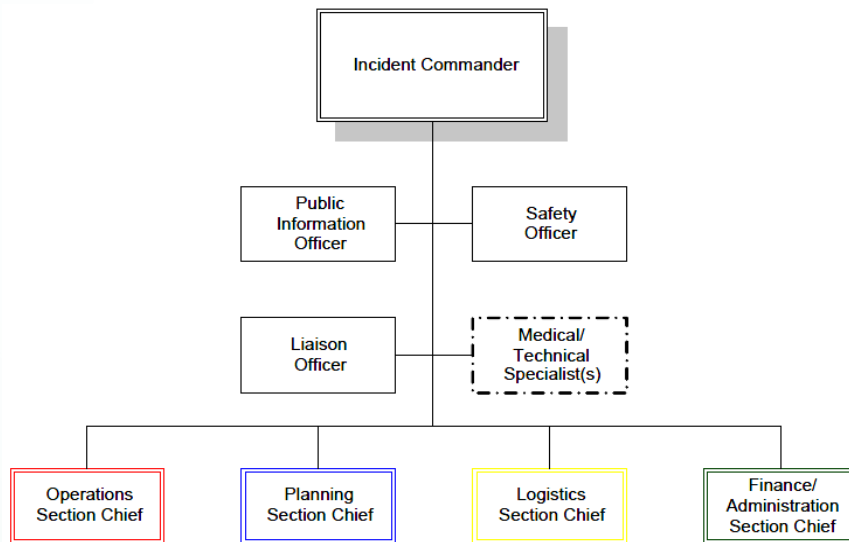 Incident Commander
Public
Information
Officer
Safety
Officer
Liaison
Officer
Medical/
Technical
Specialist(s)
Operations
Section Chief
Planning
Section Chief
Logistics
Section Chief
Finance/
Administration
Section Chief